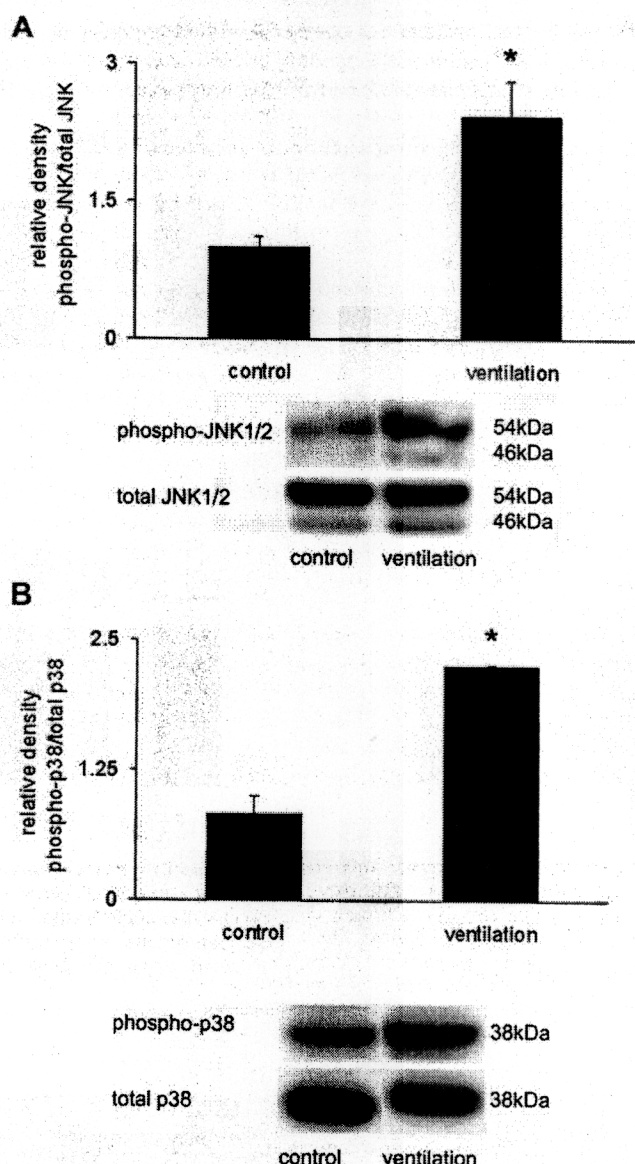 A
3
*
relative density
phospho-JNK/total JNK
1.5
0
control ventilation
phospho-JNK1/2 54kDa
46kDa
total JNK1/2 54kDa
46kDa
control ventilation
B
2.5
*
relative density
phospho-p38/total p38
1.25
0
control ventilation
phospho-p38 38kDa
total p38 38kDa
control ventilation